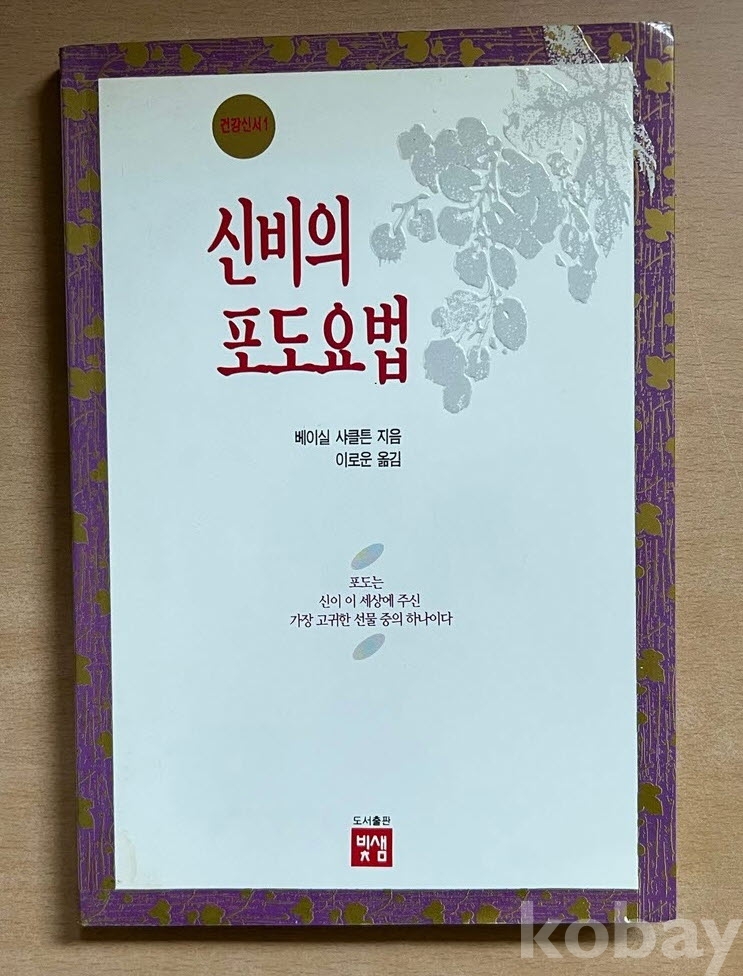 건강신서1
신비의
포도요법
베이실 샤클튼 지음
이로운 옮김
포도는
신이 이 세상에 주신
가장 고귀한 선물 중의 하나이다
도서출판
빛샘
kobay